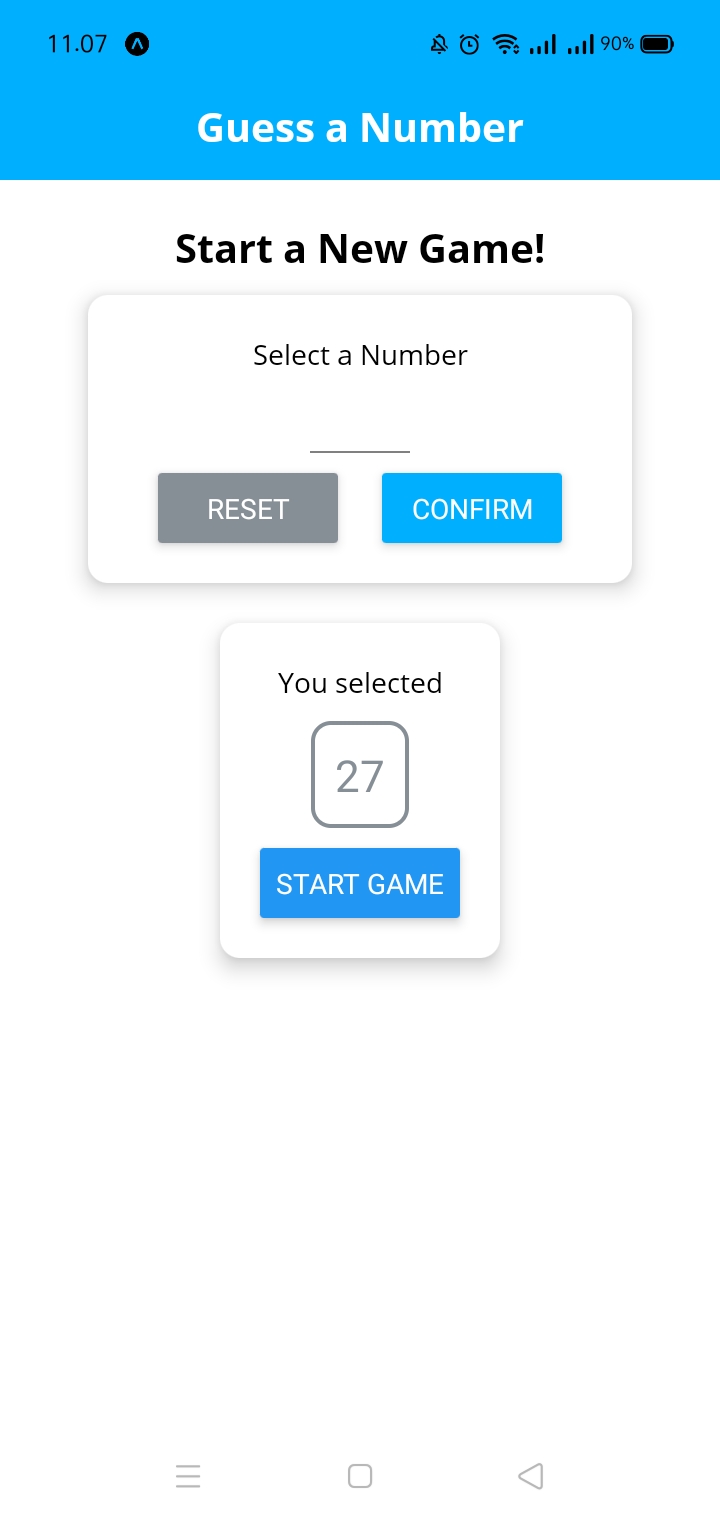 11.07
90%
Guess a Number
Start a New Game!
Select a Number
RESET CONFIRM
You selected
27
START GAME